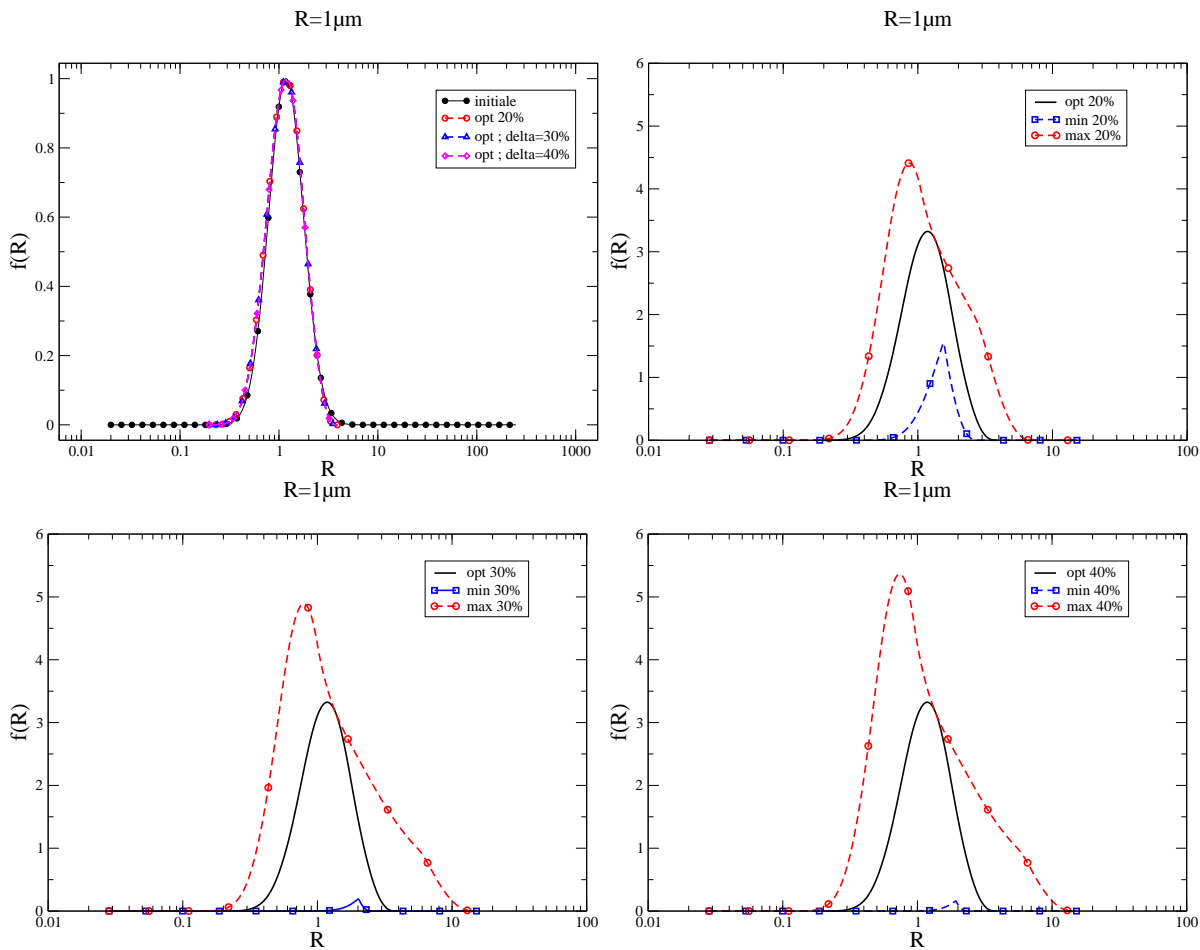 R=1µm
1
0.8
0.6
0.4
0.2
0
f(R)
0.01 0.1 1 10 100 1000
R
initiale
opt 20%
opt ; delta=30%
opt ; delta=40%
R=1µm
6
5
4
3
2
1
0
f(R)
0.01 0.1 1 10 100
R
opt 20%
min 20%
max 20%
R=1µm
6
5
4
3
2
1
0
f(R)
0.01 0.1 1 10 100
R
opt 30%
min 30%
max 30%
R=1µm
6
5
4
3
2
1
0
f(R)
0.01 0.1 1 10 100
R
opt 40%
min 40%
max 40%